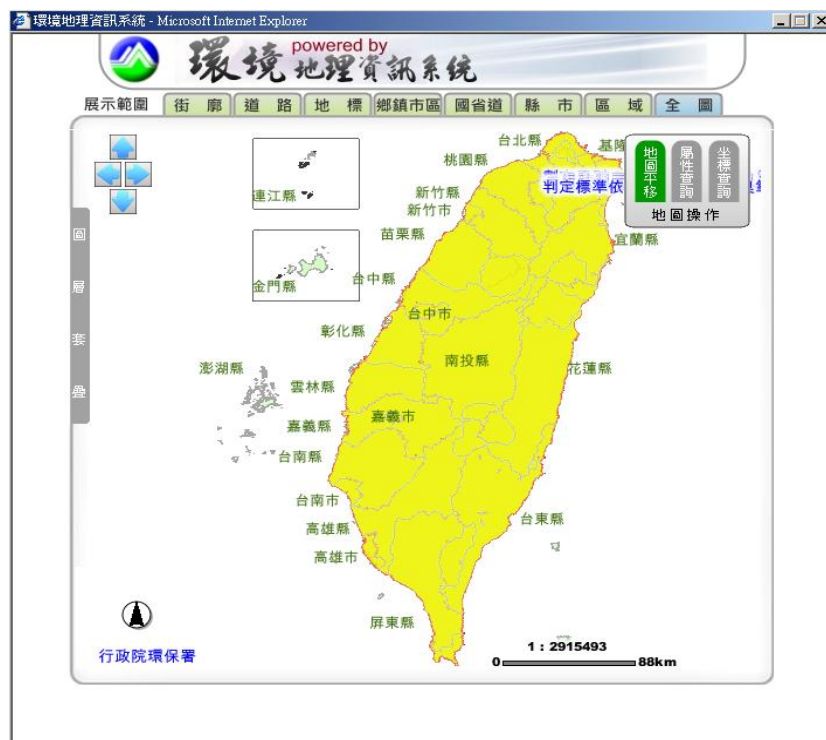 環境地理資訊系統 - Microsoft Internet Explorer
powered by
環境地理資訊系統
展示範圍 街廓 道路 地標 鄉鎮市區 國省道 縣市 區域 全圖
台北縣
基隆
桃園縣
判定標準依
地圖平移 屬性查詢 坐標查詢
地圖操作
連江縣
新竹縣
新竹市
圖層套疊
苗栗縣
宜蘭縣
金門縣
台中縣
台中市
彰化縣
南投縣
澎湖縣
花蓮縣
雲林縣
嘉義市
嘉義縣
台南縣
台南市
台東縣
高雄縣
高雄市
屏東縣
1 : 2915493
行政院環保署
0 88km